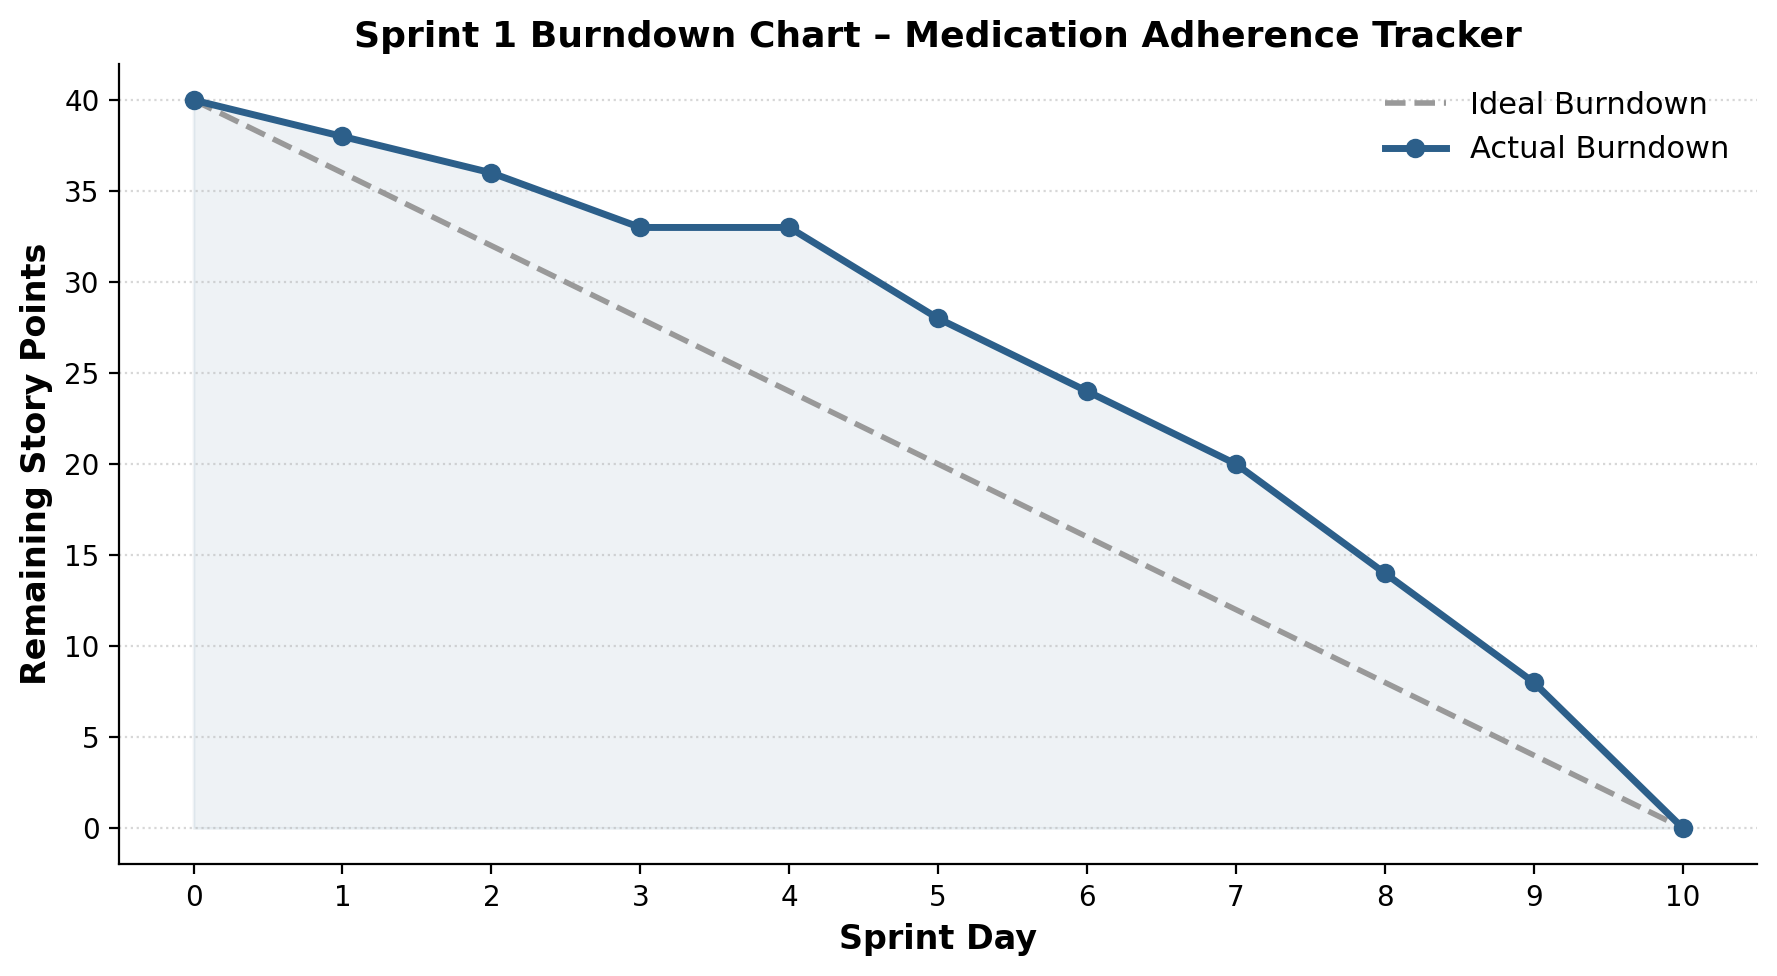 Sprint 1 Burndown Chart – Medication Adherence Tracker
Ideal Burndown
Actual Burndown
Remaining Story Points
40
35
30
25
20
15
10
5
0
0 1 2 3 4 5 6 7 8 9 10
Sprint Day